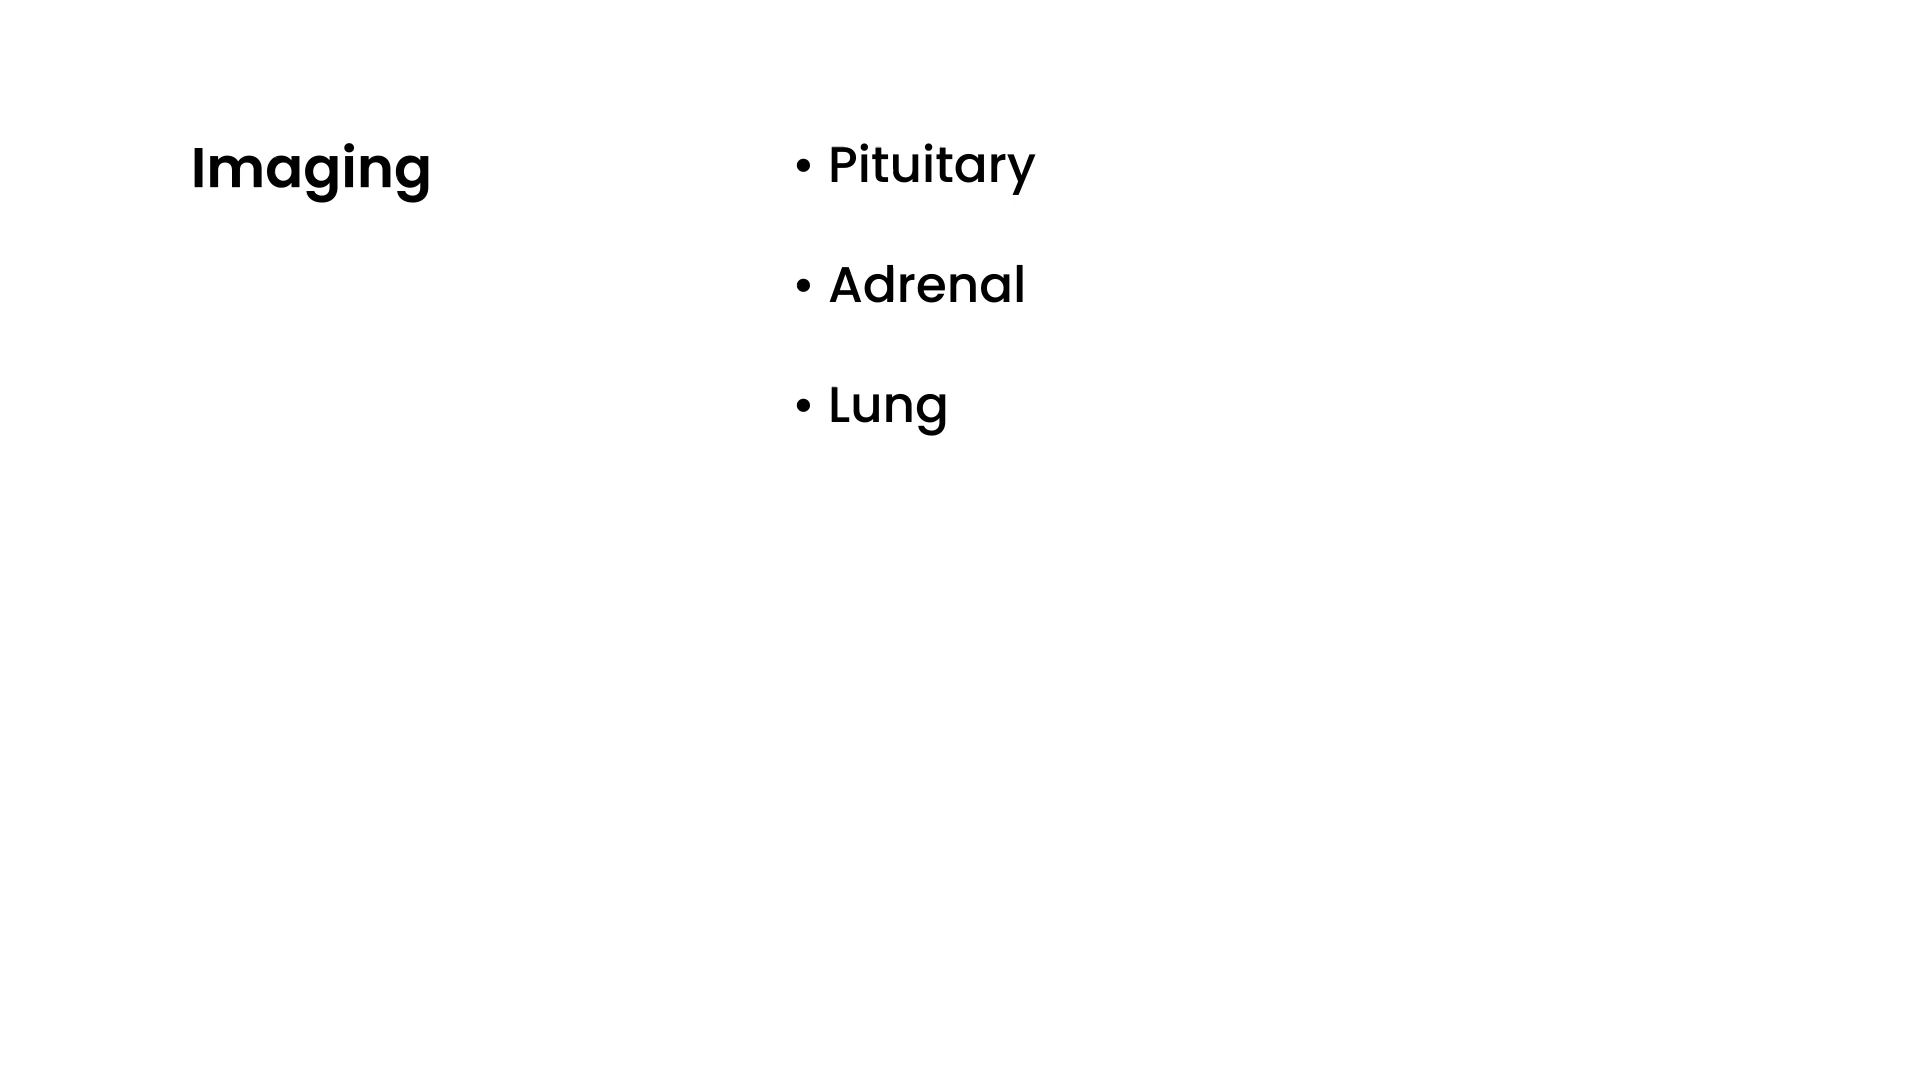 Imaging
• Pituitary
• Adrenal
• Lung